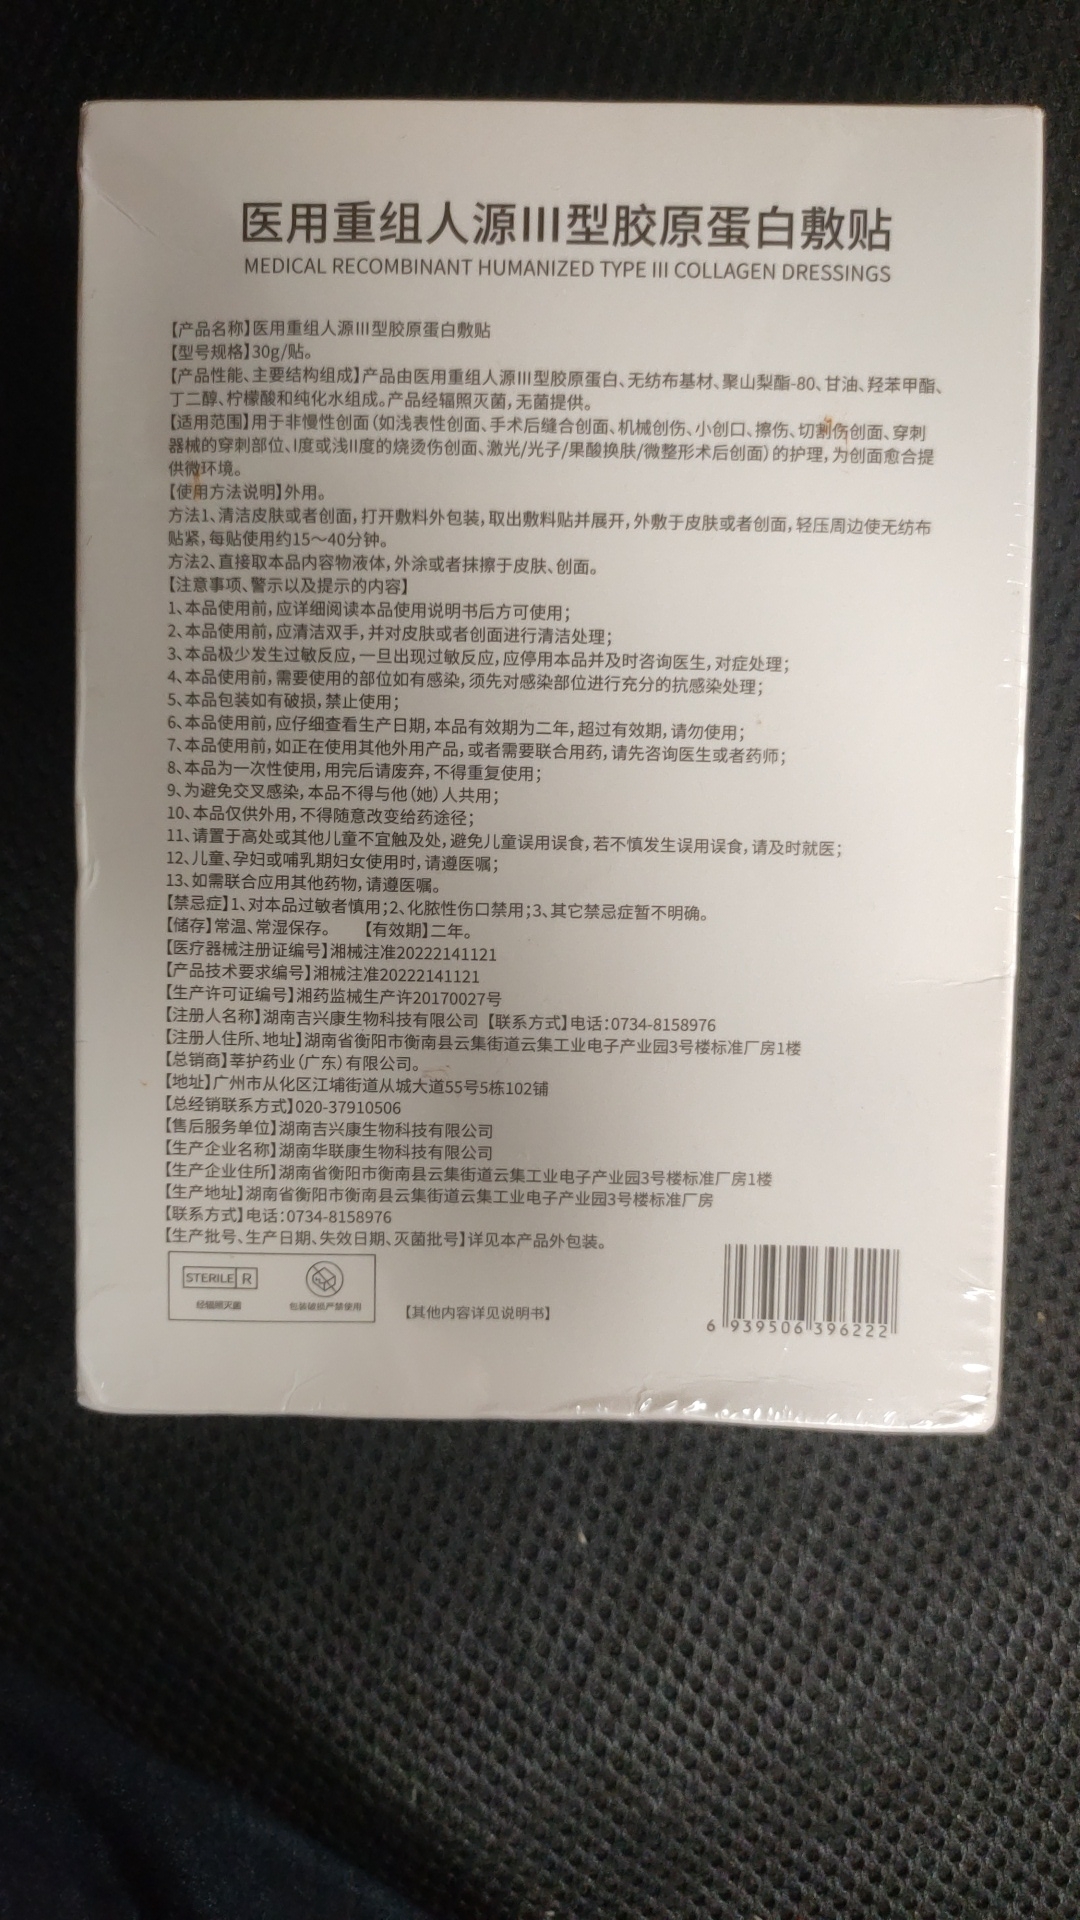 医用重组人源III型胶原蛋白敷贴
MEDICAL RECOMBINANT HUMANIZED TYPE III COLLAGEN DRESSINGS
【产品名称】医用重组人源III型胶原蛋白敷贴
【型号规格】30g/贴。
【产品性能、主要结构组成】产品由医用重组人源III型胶原蛋白、无纺布基材、聚山梨酯-80、甘油、羟苯甲酯、
丁二醇、柠檬酸和纯化水组成。产品经辐照灭菌，无菌提供。
【适用范围】用于非慢性创面（如浅表性创面、手术后缝合创面、机械创伤、小创口、擦伤、切割伤创面、穿刺
器械的穿刺部位、I度或浅II度的烧烫伤创面、激光/光子/果酸换肤/微整形术后创面）的护理，为创面愈合提
供微环境。
【使用方法说明】外用。
方法1、清洁皮肤或者创面，打开敷料外包装，取出敷料贴并展开，外敷于皮肤或者创面，轻压周边使无纺布
贴紧，每贴使用约15～40分钟。
方法2、直接取本品内容物液体，外涂或者抹擦于皮肤、创面。
【注意事项、警示以及提示的内容】
1、本品使用前，应详细阅读本品使用说明书后方可使用；
2、本品使用前，应清洁双手，并对皮肤或者创面进行清洁处理；
3、本品极少发生过敏反应，一旦出现过敏反应，应停用本品并及时咨询医生，对症处理；
4、本品使用前，需要使用的部位如有感染，须先对感染部位进行充分的抗感染处理；
5、本品包装如有破损，禁止使用；
6、本品使用前，应仔细查看生产日期，本品有效期为二年，超过有效期，请勿使用；
7、本品使用前，如正在使用其他外用产品，或者需要联合用药，请先咨询医生或者药师；
8、本品为一次性使用，用完后请废弃，不得重复使用；
9、为避免交叉感染，本品不得与他（她）人共用；
10、本品仅供外用，不得随意改变给药途径；
11、请置于高处或其他儿童不宜触及处，避免儿童误用误食，若不慎发生误用误食，请及时就医；
12、儿童、孕妇或哺乳期妇女使用时，请遵医嘱；
13、如需联合应用其他药物，请遵医嘱。
【禁忌症】1、对本品过敏者慎用；2、化脓性伤口禁用；3、其它禁忌症暂不明确。
【储存】常温、常湿保存。 【有效期】二年。
【医疗器械注册证编号】湘械注准20222141121
【产品技术要求编号】湘械注准20222141121
【生产许可证编号】湘药监械生产许20170027号
【注册人名称】湖南吉兴康生物科技有限公司 【联系方式】电话：0734-8158976
【注册人住所、地址】湖南省衡阳市衡南县云集街道云集工业电子产业园3号楼标准厂房1楼
【总销商】莘护药业（广东）有限公司。
【地址】广州市从化区江埔街道从城大道55号5栋102铺
【总经销联系方式】020-37910506
【售后服务单位】湖南吉兴康生物科技有限公司
【生产企业名称】湖南华联康生物科技有限公司
【生产企业住所】湖南省衡阳市衡南县云集街道云集工业电子产业园3号楼标准厂房1楼
【生产地址】湖南省衡阳市衡南县云集街道云集工业电子产业园3号楼标准厂房
【联系方式】电话：0734-8158976
【生产批号、生产日期、失效日期、灭菌批号】详见本产品外包装。
STERILE R
经辐照灭菌
包装破损严禁使用
【其他内容详见说明书】
6 939506 396222